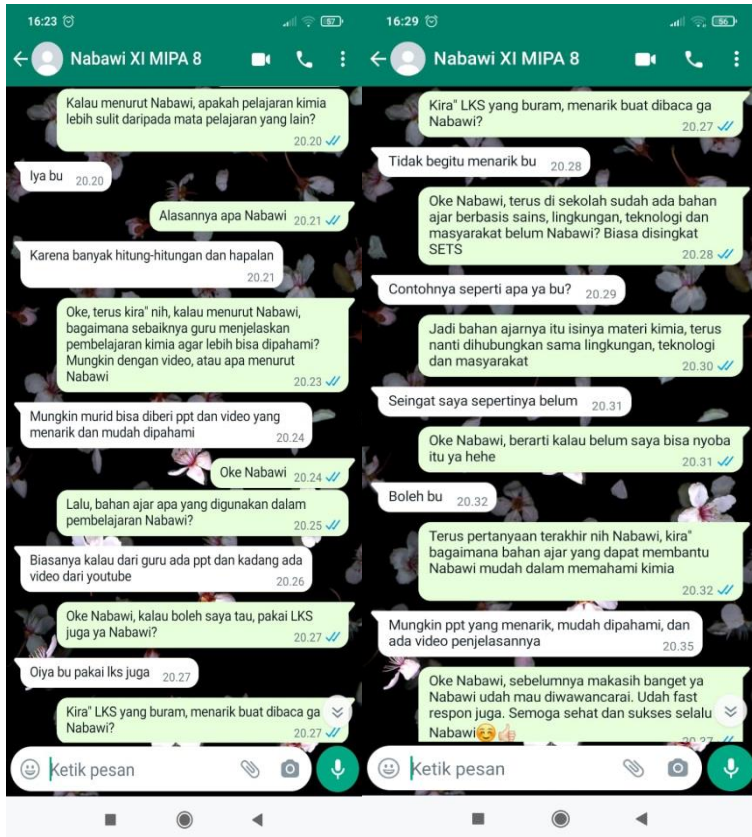 16:23
57
Nabawi XI MIPA 8
Kalau menurut Nabawi, apakah pelajaran kimia
lebih sulit daripada mata pelajaran yang lain?
20.20
Iya bu 20.20
Alasannya apa Nabawi 20.21
Karena banyak hitung-hitungan dan hapalan
20.21
Oke, terus kira" nih, kalau menurut Nabawi,
bagaimana sebaiknya guru menjelaskan
pembelajaran kimia agar lebih bisa dipahami?
Mungkin dengan video, atau apa menurut
Nabawi
20.23
Mungkin murid bisa diberi ppt dan video yang
menarik dan mudah dipahami
20.24
Oke Nabawi 20.24
Lalu, bahan ajar apa yang digunakan dalam
pembelajaran Nabawi?
20.25
Biasanya kalau dari guru ada ppt dan kadang ada
video dari youtube
20.26
Oke Nabawi, kalau boleh saya tau, pakai LKS
juga ya Nabawi?
20.27
Oiya bu pakai lks juga 20.27
Kira" LKS yang buram, menarik buat dibaca ga
Nabawi?
20.27
Ketik pesan
16:29
56
Nabawi XI MIPA 8
Kira" LKS yang buram, menarik buat dibaca ga
Nabawi?
20.27
Tidak begitu menarik bu 20.28
Oke Nabawi, terus di sekolah sudah ada bahan
ajar berbasis sains, lingkungan, teknologi dan
masyarakat belum Nabawi? Biasa disingkat
SETS
20.28
Contohnya seperti apa ya bu? 20.29
Jadi bahan ajarnya itu isinya materi kimia, terus
nanti dihubungkan sama lingkungan, teknologi
dan masyarakat
20.30
Seingat saya sepertinya belum 20.31
Oke Nabawi, berarti kalau belum saya bisa nyoba
itu ya hehe
20.31
Boleh bu 20.32
Terus pertanyaan terakhir nih Nabawi, kira"
bagaimana bahan ajar yang dapat membantu
Nabawi mudah dalam memahami kimia
20.32
Mungkin ppt yang menarik, mudah dipahami, dan
ada video penjelasannya
20.35
Oke Nabawi, sebelumnya makasih banget ya
Nabawi udah mau diwawancarai. Udah fast
respon juga. Semoga sehat dan sukses selalu
Nabawi☺️👍
20.37
Ketik pesan